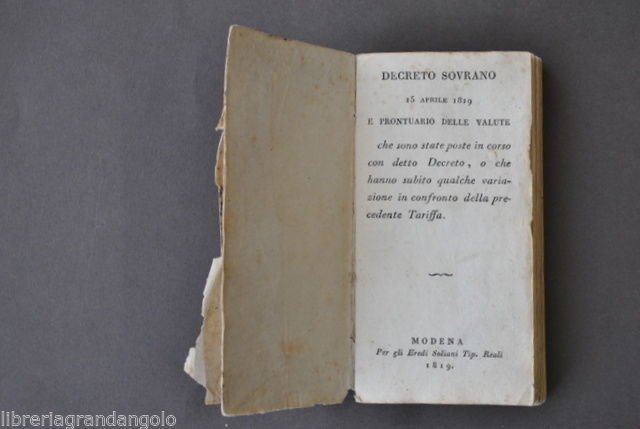 DECRETO SOVRANO
15 APRILE 1819
E PRONTUARIO DELLE VALUTE
che sono state poste in corso
con detto Decreto, o che
hanno subito qualche varia-
zione in confronto della pre-
cedente Tariffa.
MODENA
Per gli Eredi Soliani Tip. Reali
1819.
libreriagrandangolo